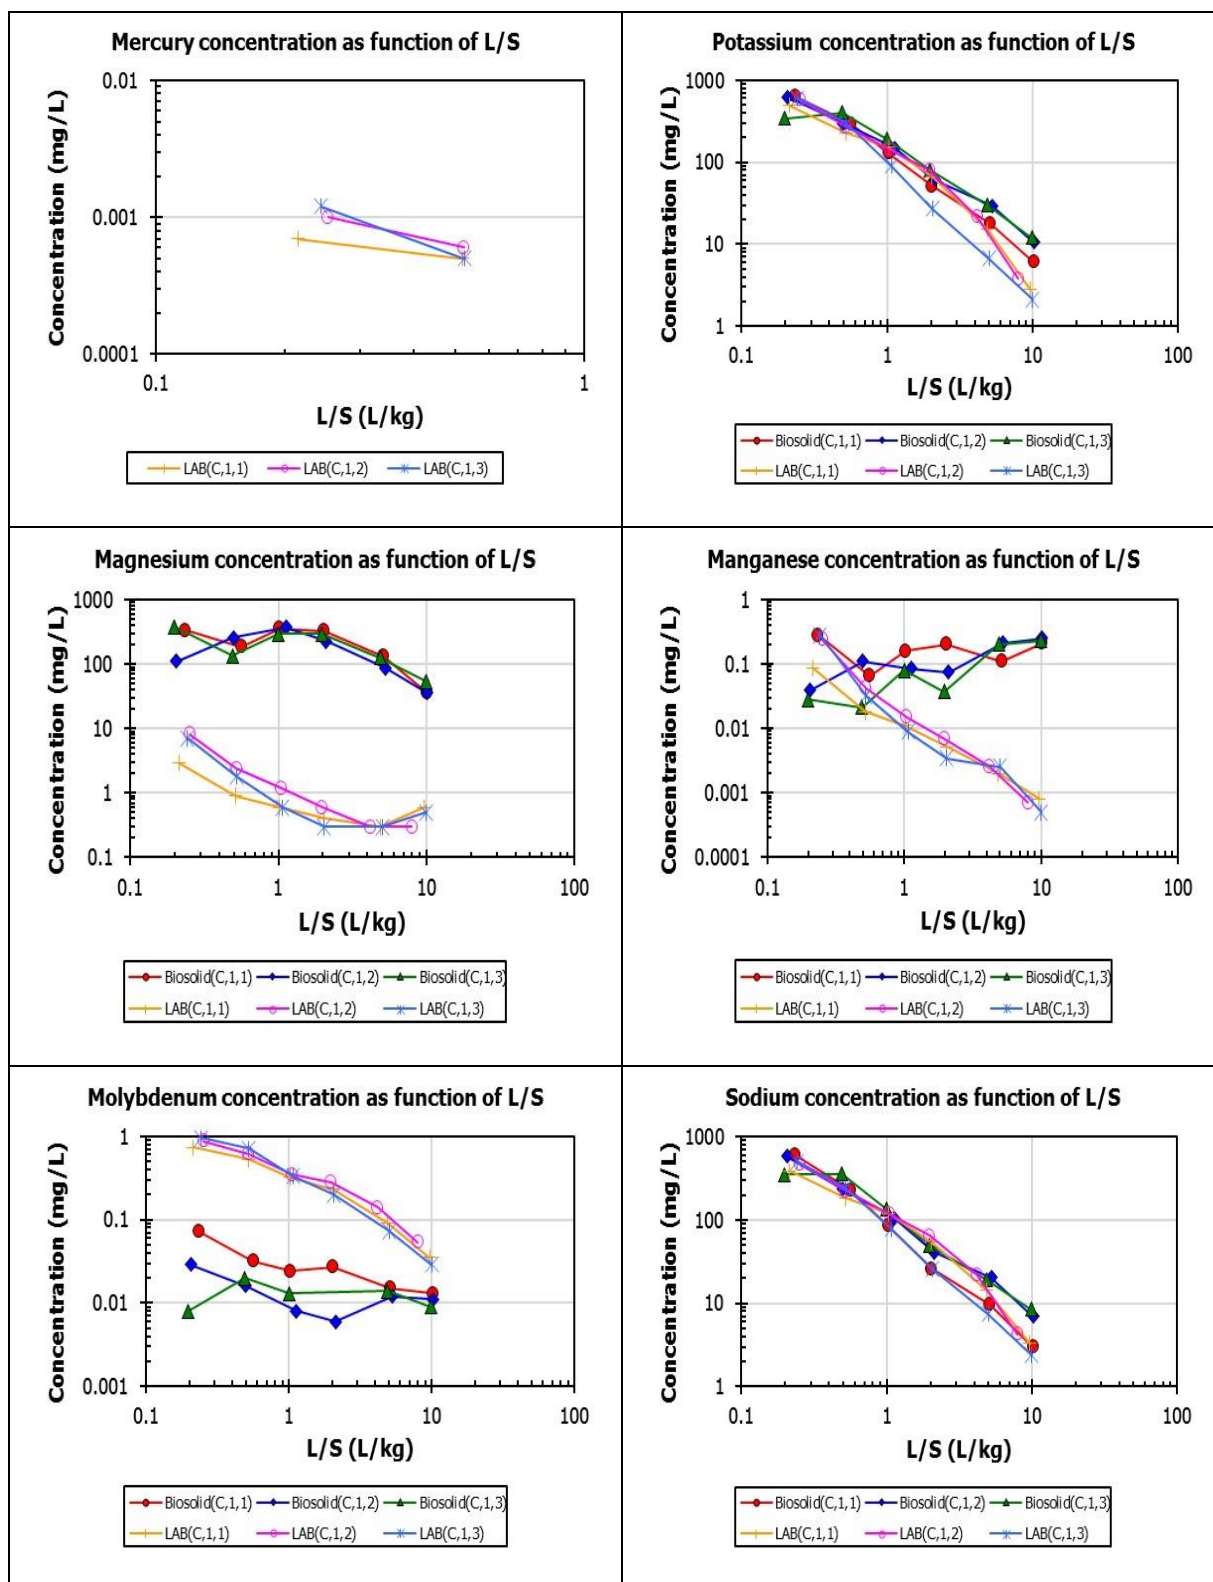 Mercury concentration as function of L/S
Concentration (mg/L)
0.01
0.001
0.0001
0.1
1
L/S (L/kg)
LAB(C,1,1) LAB(C,1,2) LAB(C,1,3)
Potassium concentration as function of L/S
Concentration (mg/L)
1000
100
10
1
0.1 1 10 100
L/S (L/kg)
Biosolid(C,1,1) Biosolid(C,1,2) Biosolid(C,1,3)
LAB(C,1,1) LAB(C,1,2) LAB(C,1,3)
Magnesium concentration as function of L/S
Concentration (mg/L)
1000
100
10
1
0.1
0.1 1 10 100
L/S (L/kg)
Biosolid(C,1,1) Biosolid(C,1,2) Biosolid(C,1,3)
LAB(C,1,1) LAB(C,1,2) LAB(C,1,3)
Manganese concentration as function of L/S
Concentration (mg/L)
1
0.1
0.01
0.001
0.0001
0.1 1 10 100
L/S (L/kg)
Biosolid(C,1,1) Biosolid(C,1,2) Biosolid(C,1,3)
LAB(C,1,1) LAB(C,1,2) LAB(C,1,3)
Molybdenum concentration as function of L/S
Concentration (mg/L)
1
0.1
0.01
0.001
0.1 1 10 100
L/S (L/kg)
Biosolid(C,1,1) Biosolid(C,1,2) Biosolid(C,1,3)
LAB(C,1,1) LAB(C,1,2) LAB(C,1,3)
Sodium concentration as function of L/S
Concentration (mg/L)
1000
100
10
1
0.1 1 10 100
L/S (L/kg)
Biosolid(C,1,1) Biosolid(C,1,2) Biosolid(C,1,3)
LAB(C,1,1) LAB(C,1,2) LAB(C,1,3)